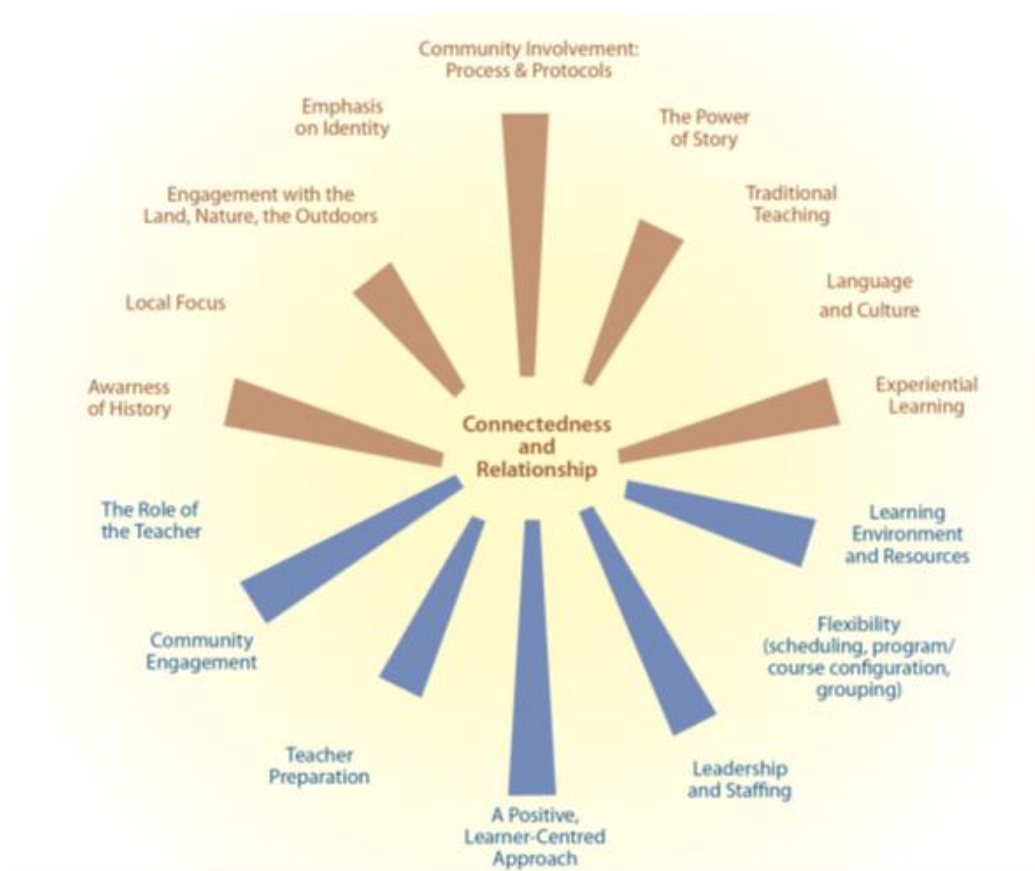 Community Involvement:
Process & Protocols
Emphasis
on Identity
The Power
of Story
Engagement with the
Land, Nature, the Outdoors
Traditional
Teaching
Local Focus
Language
and Culture
Awarness
of History
Experiential
Learning
Connectedness
and
Relationship
The Role of
the Teacher
Learning
Environment
and Resources
Community
Engagement
Flexibility
(scheduling, program/
course configuration,
grouping)
Teacher
Preparation
Leadership
and Staffing
A Positive,
Learner-Centred
Approach